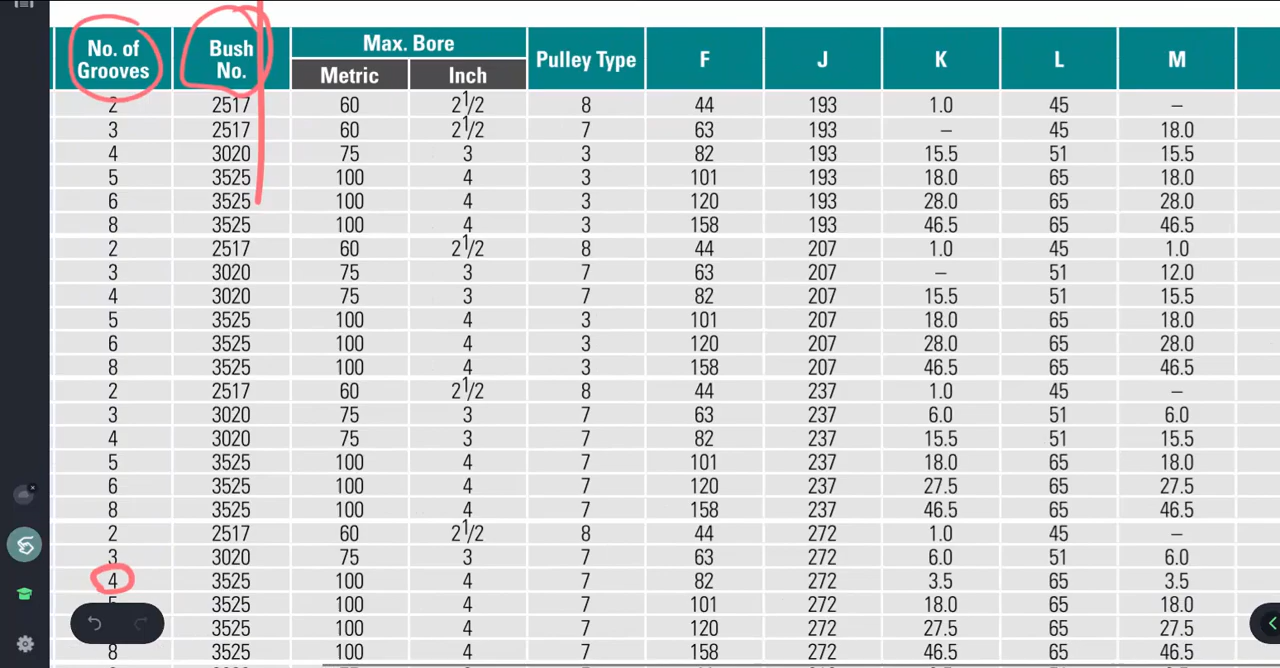 No. of Grooves Bush No. Max. Bore Metric Inch Pulley Type F J K L M
2 2517 60 2 1/2 8 44 193 1.0 45 –
3 2517 60 2 1/2 7 63 193 – 45 18.0
4 3020 75 3 3 82 193 15.5 51 15.5
5 3525 100 4 3 101 193 18.0 65 18.0
6 3525 100 4 3 120 193 28.0 65 28.0
8 3525 100 4 3 158 193 46.5 65 46.5
2 2517 60 2 1/2 8 44 207 1.0 45 1.0
3 3020 75 3 7 63 207 – 51 12.0
4 3020 75 3 7 82 207 15.5 51 15.5
5 3525 100 4 3 101 207 18.0 65 18.0
6 3525 100 4 3 120 207 28.0 65 28.0
8 3525 100 4 3 158 207 46.5 65 46.5
2 2517 60 2 1/2 8 44 237 1.0 45 –
3 3020 75 3 7 63 237 6.0 51 6.0
4 3020 75 3 7 82 237 15.5 51 15.5
5 3525 100 4 7 101 237 18.0 65 18.0
6 3525 100 4 7 120 237 27.5 65 27.5
8 3525 100 4 7 158 237 46.5 65 46.5
2 2517 60 2 1/2 8 44 272 1.0 45 –
3 3020 75 3 7 63 272 6.0 51 6.0
4 3525 100 4 7 82 272 3.5 65 3.5
3525 100 4 7 101 272 18.0 65 18.0
3525 100 4 7 120 272 27.5 65 27.5
8 3525 100 4 7 158 272 46.5 65 46.5